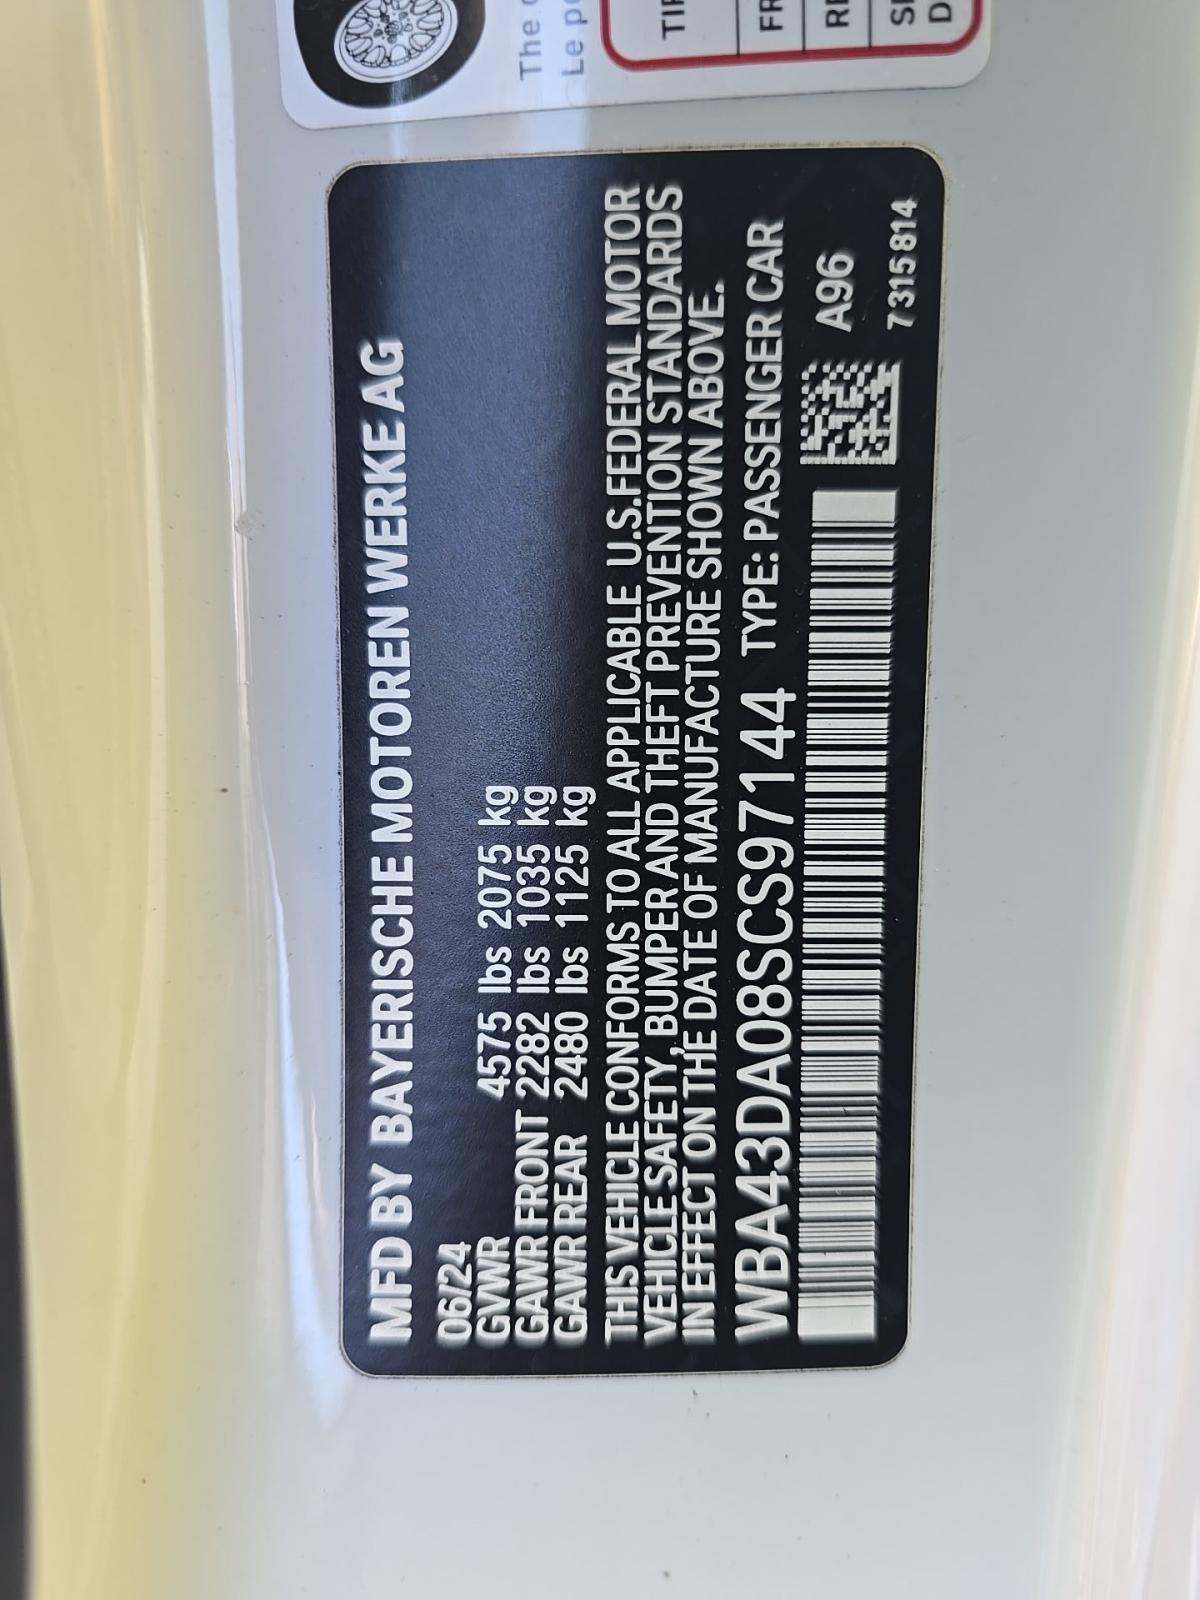 MFD BY BAYERISCHE MOTOREN WERKE AG
06/24
GVWR 4575 lbs 2075 kg
GAWR FRONT 2282 lbs 1035 kg
GAWR REAR 2480 lbs 1125 kg
THIS VEHICLE CONFORMS TO ALL APPLICABLE U.S.FEDERAL MOTOR
VEHICLE SAFETY, BUMPER AND THEFT PREVENTION STANDARDS
IN EFFECT ON THE DATE OF MANUFACTURE SHOWN ABOVE.
WBA43DA08SCS97144 TYPE: PASSENGER CAR
A96
7315814
The
Le